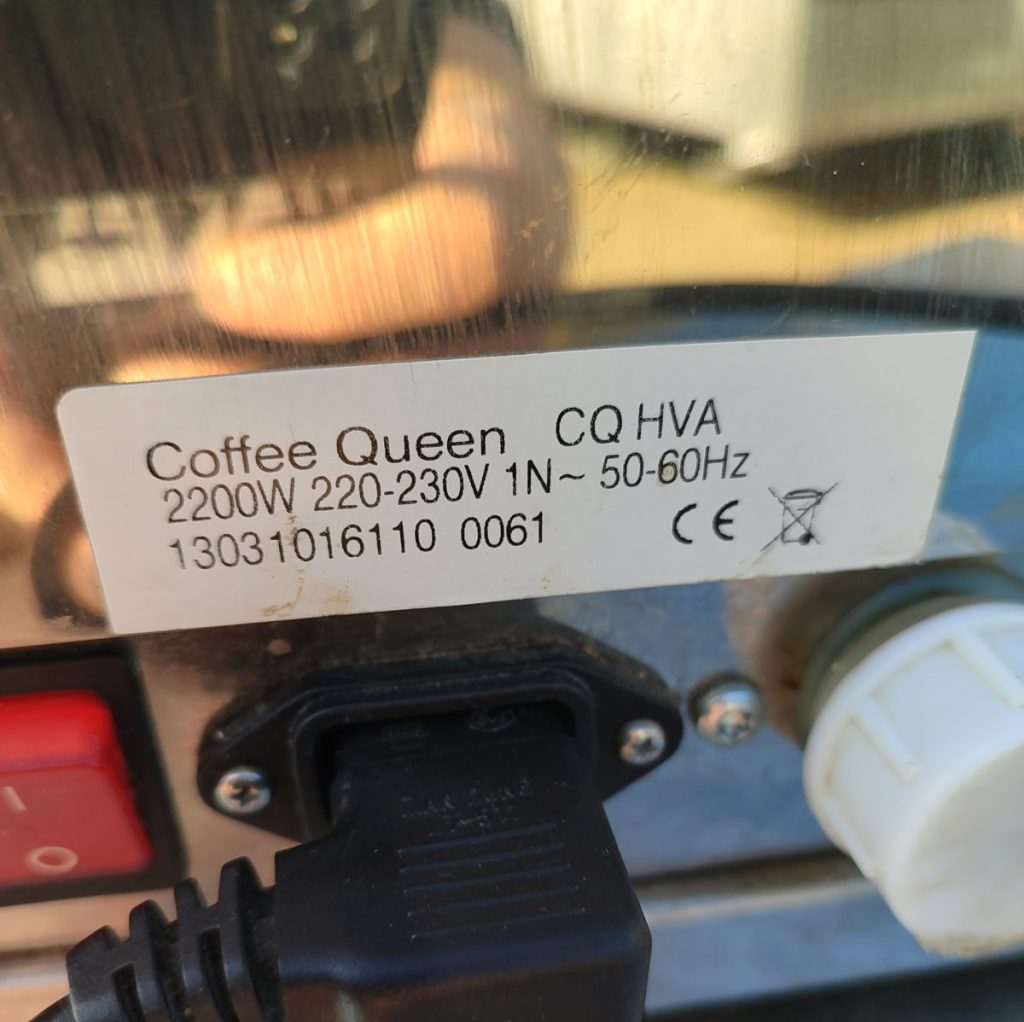 Coffee Queen CQ HVA
2200W 220-230V 1N~ 50-60Hz
13031016110 0061 CE
I
O